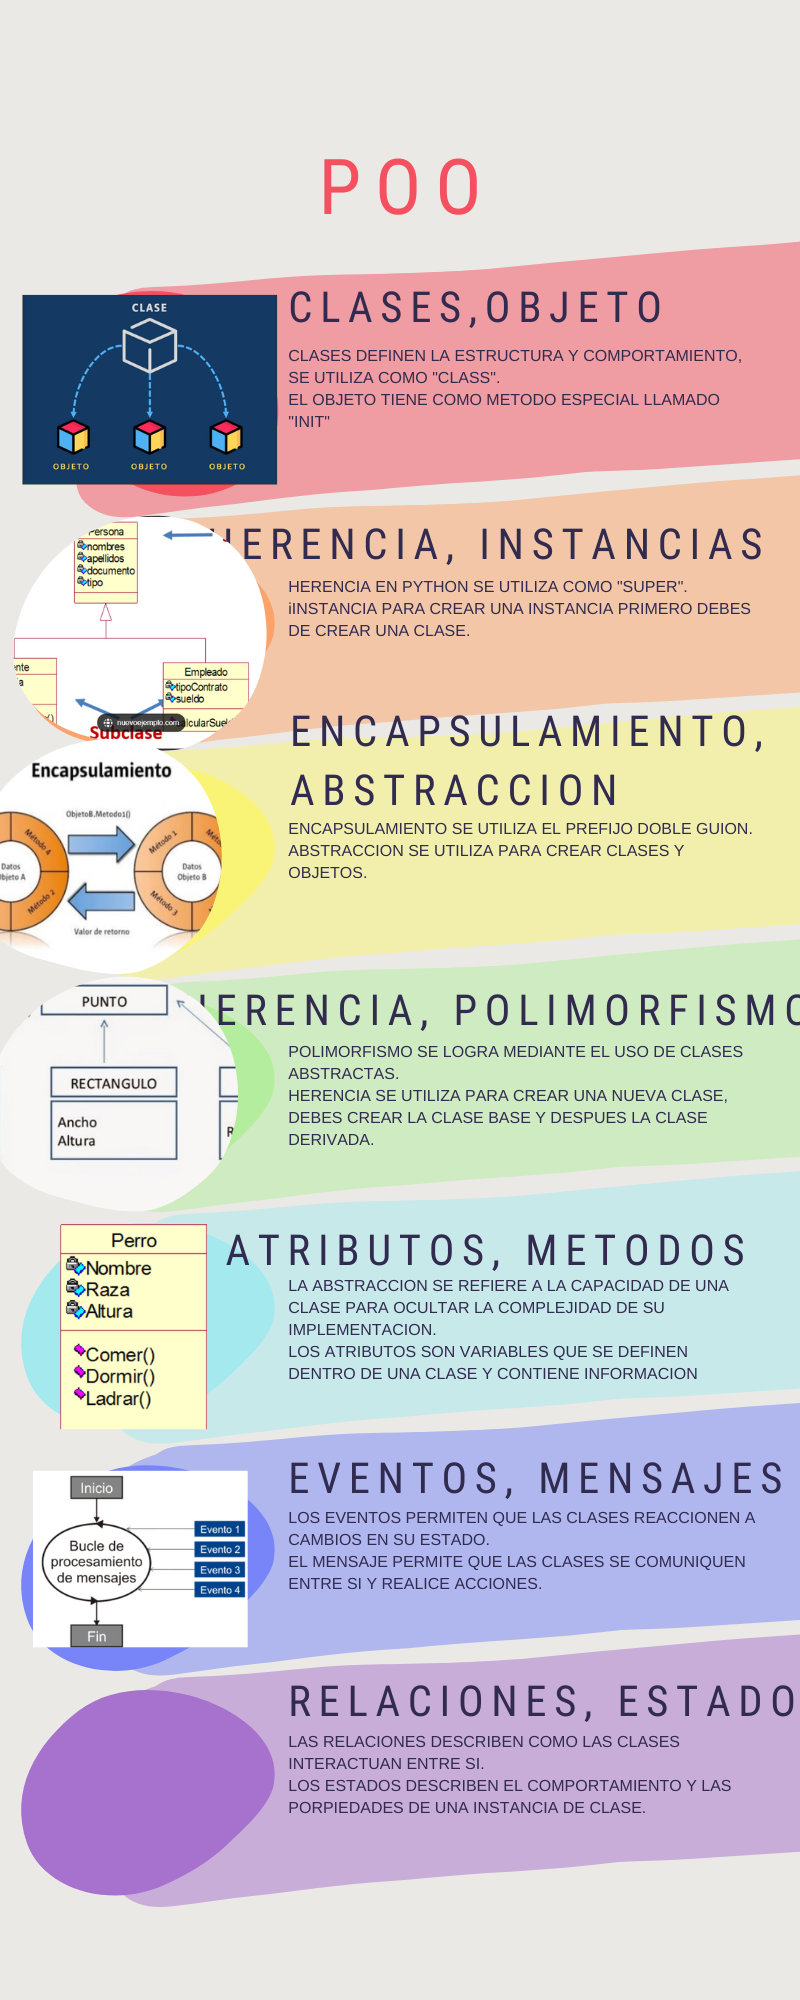 POO
CLASES,OBJETO
CLASE
OBJETO
OBJETO
OBJETO
CLASES DEFINEN LA ESTRUCTURA Y COMPORTAMIENTO,
SE UTILIZA COMO "CLASS".
EL OBJETO TIENE COMO METODO ESPECIAL LLAMADO
"INIT"
HERENCIA, INSTANCIAS
Persona
nombres
apellidos
documento
tipo
Empleado
tipoContrato
sueldo
nuevoejemplo.com
Subclase
HERENCIA EN PYTHON SE UTILIZA COMO "SUPER".
iINSTANCIA PARA CREAR UNA INSTANCIA PRIMERO DEBES
DE CREAR UNA CLASE.
ENCAPSULAMIENTO,
ABSTRACCION
Encapsulamiento
ObjetoB.Metodo1()
Método 4
Método 2
Datos
Objeto A
Método 1
Método 3
Datos
Objeto B
Valor de retorno
ENCAPSULAMIENTO SE UTILIZA EL PREFIJO DOBLE GUION.
ABSTRACCION SE UTILIZA PARA CREAR CLASES Y
OBJETOS.
HERENCIA, POLIMORFISMO
PUNTO
RECTANGULO
Ancho
Altura
POLIMORFISMO SE LOGRA MEDIANTE EL USO DE CLASES
ABSTRACTAS.
HERENCIA SE UTILIZA PARA CREAR UNA NUEVA CLASE,
DEBES CREAR LA CLASE BASE Y DESPUES LA CLASE
DERIVADA.
ATRIBUTOS, METODOS
Perro
Nombre
Raza
Altura
Comer()
Dormir()
Ladrar()
LA ABSTRACCION SE REFIERE A LA CAPACIDAD DE UNA
CLASE PARA OCULTAR LA COMPLEJIDAD DE SU
IMPLEMENTACION.
LOS ATRIBUTOS SON VARIABLES QUE SE DEFINEN
DENTRO DE UNA CLASE Y CONTIENE INFORMACION
EVENTOS, MENSAJES
Inicio
Bucle de
procesamiento
de mensajes
Evento 1
Evento 2
Evento 3
Evento 4
Fin
LOS EVENTOS PERMITEN QUE LAS CLASES REACCIONEN A
CAMBIOS EN SU ESTADO.
EL MENSAJE PERMITE QUE LAS CLASES SE COMUNIQUEN
ENTRE SI Y REALICE ACCIONES.
RELACIONES, ESTADO
LAS RELACIONES DESCRIBEN COMO LAS CLASES
INTERACTUAN ENTRE SI.
LOS ESTADOS DESCRIBEN EL COMPORTAMIENTO Y LAS
PORPIEDADES DE UNA INSTANCIA DE CLASE.